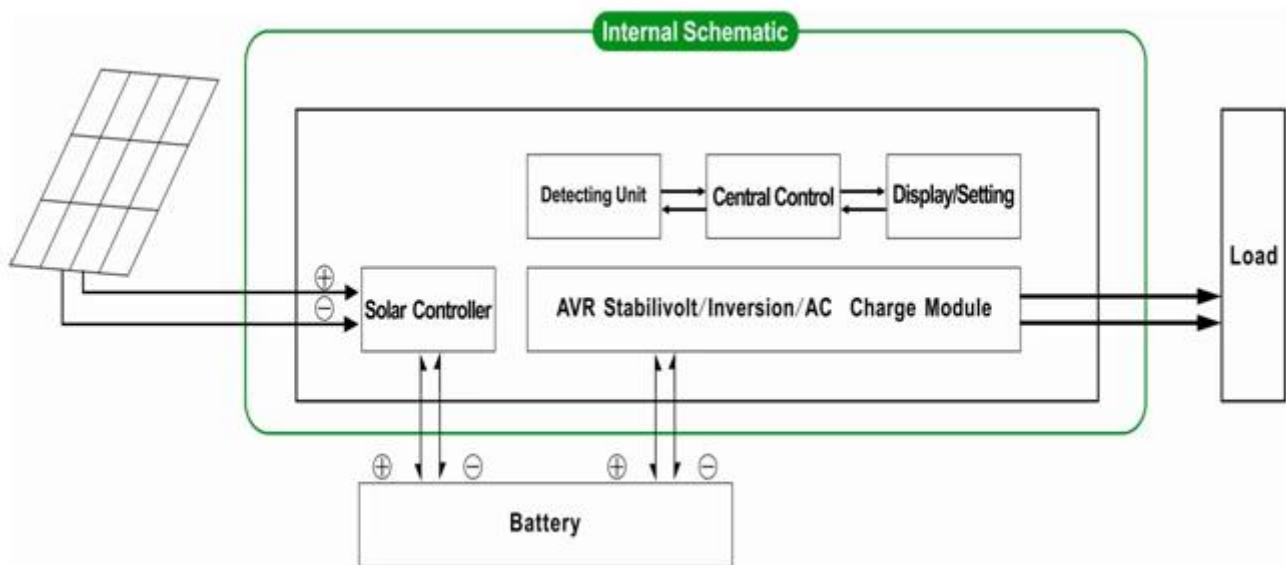 Internal Schematic
Detecting Unit
Central Control
Display/Setting
Load
⊕
⊖
Solar Controller
AVR Stabilivolt/Inversion/AC Charge Module
⊕ ⊖ ⊕ ⊖
Battery